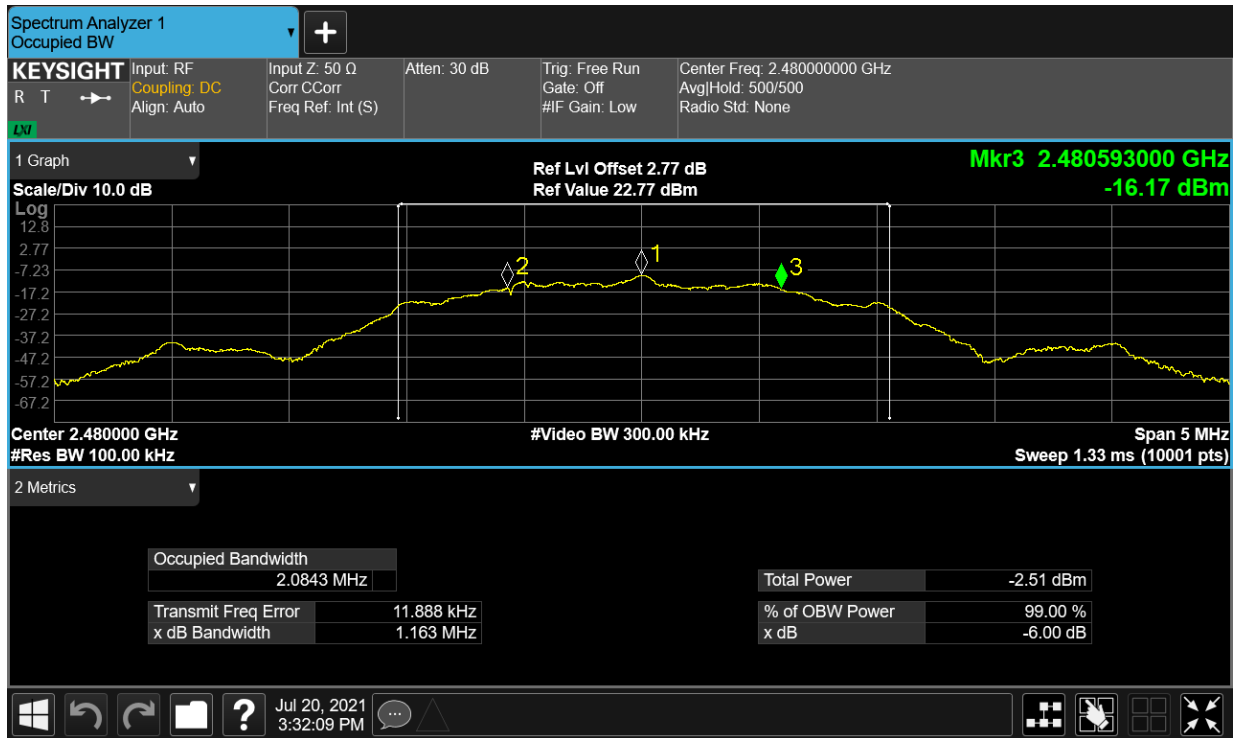 Spectrum Analyzer 1
Occupied BW
KEYSIGHT
R T
LXI
Input: RF
Coupling: DC
Align: Auto
Input Z: 50 Ω
Corr CCorr
Freq Ref: Int (S)
Atten: 30 dB
Trig: Free Run
Gate: Off
#IF Gain: Low
Center Freq: 2.480000000 GHz
Avg|Hold: 500/500
Radio Std: None
1 Graph
Scale/Div 10.0 dB
Ref Lvl Offset 2.77 dB
Ref Value 22.77 dBm
Mkr3 2.480593000 GHz
-16.17 dBm
Log
12.8
2.77
-7.23
-17.2
-27.2
-37.2
-47.2
-57.2
-67.2
2
1
3
Center 2.480000 GHz
#Res BW 100.00 kHz
#Video BW 300.00 kHz
Span 5 MHz
Sweep 1.33 ms (10001 pts)
2 Metrics
Occupied Bandwidth
2.0843 MHz
Transmit Freq Error 11.888 kHz
x dB Bandwidth 1.163 MHz
Total Power -2.51 dBm
% of OBW Power 99.00 %
x dB -6.00 dB
?
Jul 20, 2021
3:32:09 PM